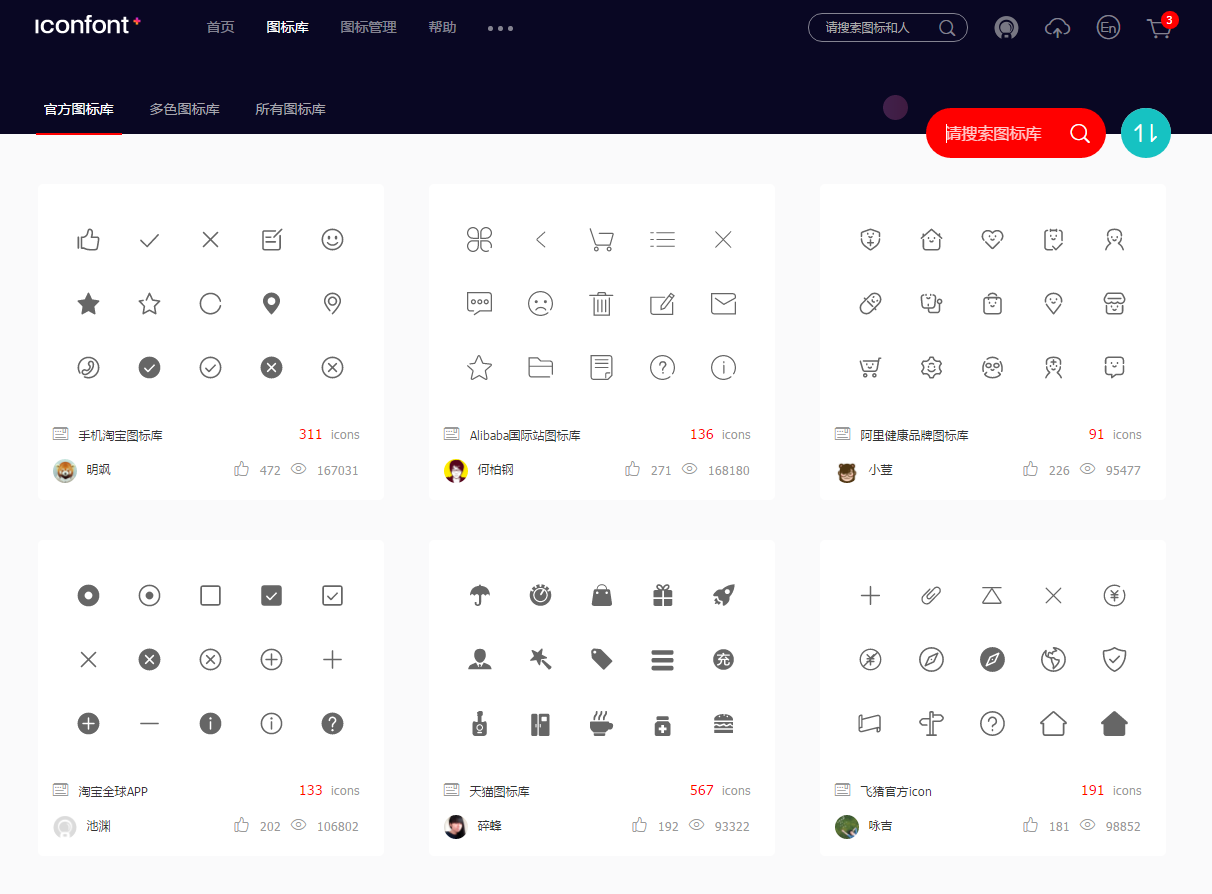 iconfont+ 首页 图标库 图标管理 帮助 请搜索图标和人 En 3
官方图标库 多色图标库 所有图标库 请搜索图标库
手机淘宝图标库 311 icons
明飒 472 167031
Alibaba国际站图标库 136 icons
何柏钢 271 168180
阿里健康品牌图标库 91 icons
小荁 226 95477
充
淘宝全球APP 133 icons
池渊 202 106802
天猫图标库 567 icons
碎蜂 192 93322
飞猪官方icon 191 icons
咏吉 181 98852